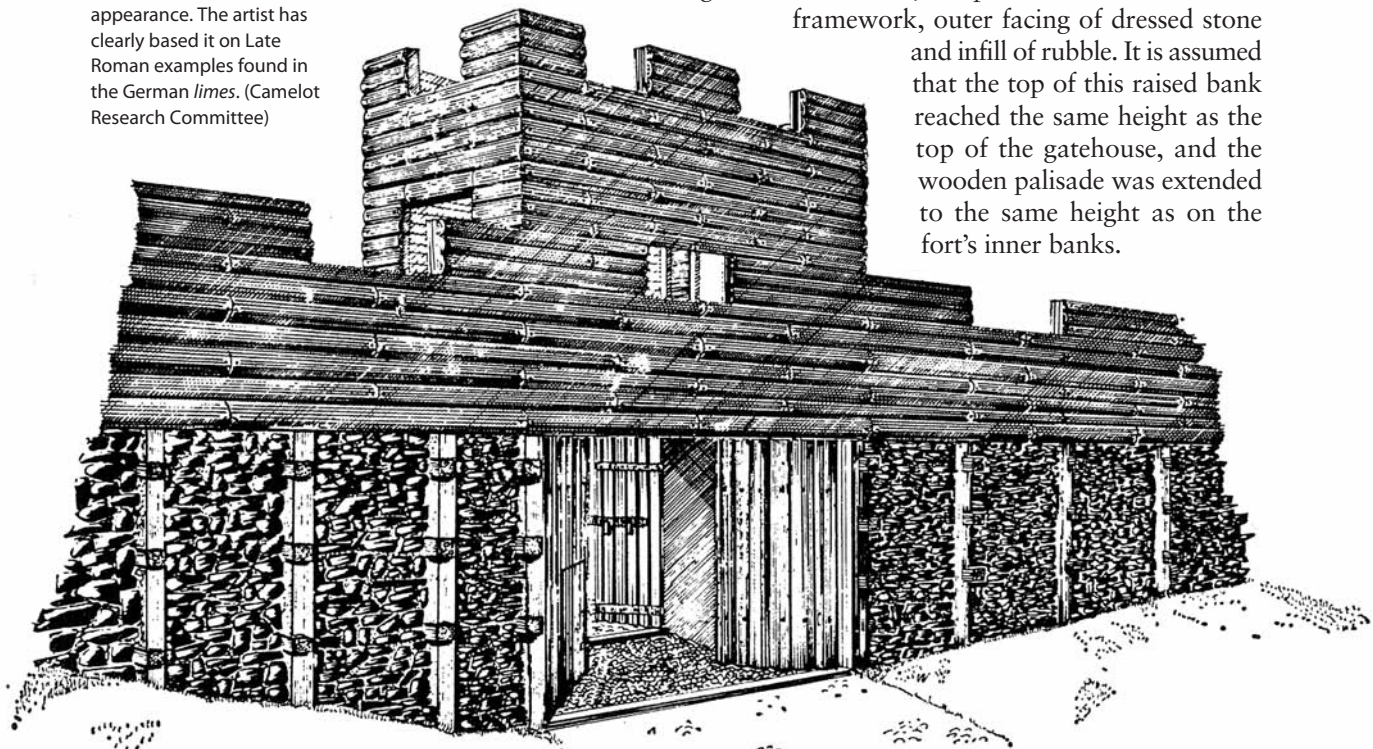 appearance. The artist has
clearly based it on Late
Roman examples found in
the German limes. (Camelot
Research Committee)
framework, outer facing of dressed stone
and infill of rubble. It is assumed
that the top of this raised bank
reached the same height as the
top of the gatehouse, and the
wooden palisade was extended
to the same height as on the
fort’s inner banks.